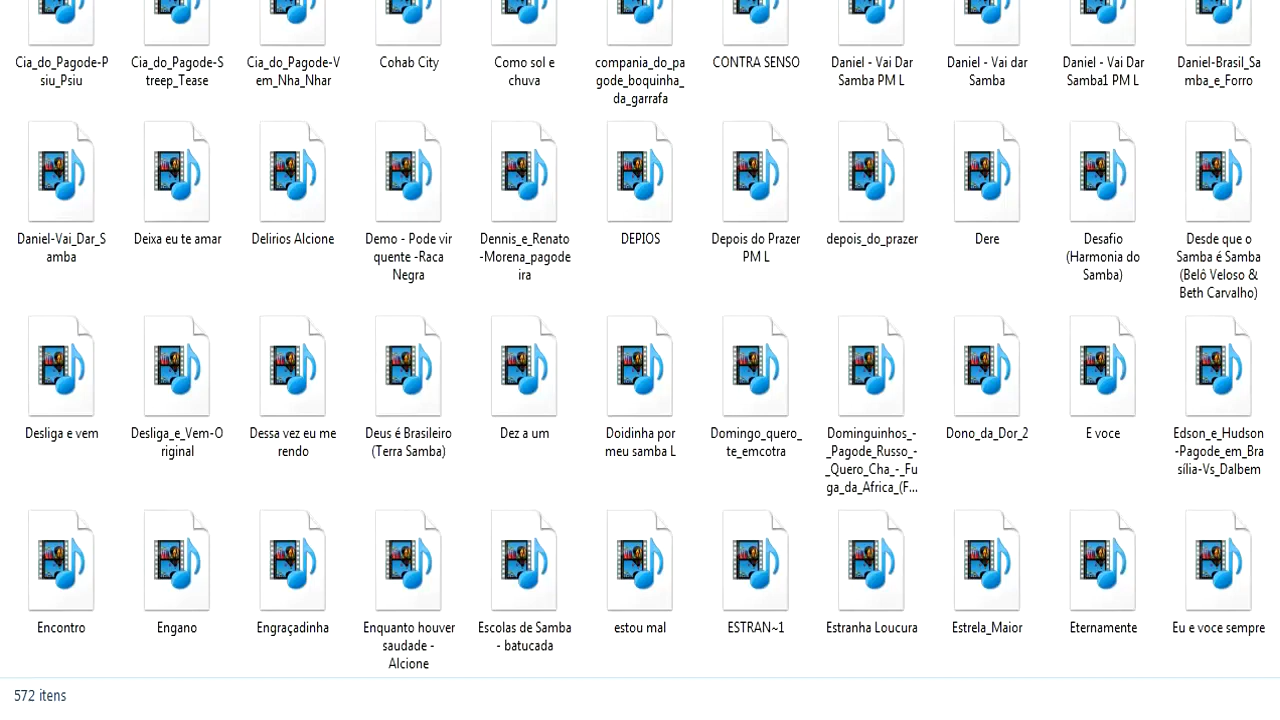 Cia_do_Pagode-P
siu_Psiu
Cia_do_Pagode-S
treep_Tease
Cia_do_Pagode-V
em_Nha_Nhar
Cohab City
Como sol e
chuva
compania_do_pa
gode_boquinha_
da_garrafa
CONTRA SENSO
Daniel - Vai Dar
Samba PM L
Daniel - Vai dar
Samba
Daniel - Vai Dar
Samba1 PM L
Daniel-Brasil_Sa
mba_e_Forro
Daniel-Vai_Dar_S
amba
Deixa eu te amar
Delirios Alcione
Demo - Pode vir
quente -Raca
Negra
Dennis_e_Renato
-Morena_pagode
ira
DEPIOS
Depois do Prazer
PM L
depois_do_prazer
Dere
Desafio
(Harmonia do
Samba)
Desde que o
Samba é Samba
(Belô Veloso &
Beth Carvalho)
Desliga e vem
Desliga_e_Vem-O
riginal
Dessa vez eu me
rendo
Deus é Brasileiro
(Terra Samba)
Dez a um
Doidinha por
meu samba L
Domingo_quero_
te_emcotra
Dominguinhos_-
_Pagode_Russo_-
_Quero_Cha_-_Fu
ga_da_Africa_(F...
Dono_da_Dor_2
E voce
Edson_e_Hudson
-Pagode_em_Bra
sília-Vs_Dalbem
Encontro
Engano
Engraçadinha
Enquanto houver
saudade -
Alcione
Escolas de Samba
- batucada
estou mal
ESTRAN~1
Estranha Loucura
Estrela_Maior
Eternamente
Eu e voce sempre
572 itens